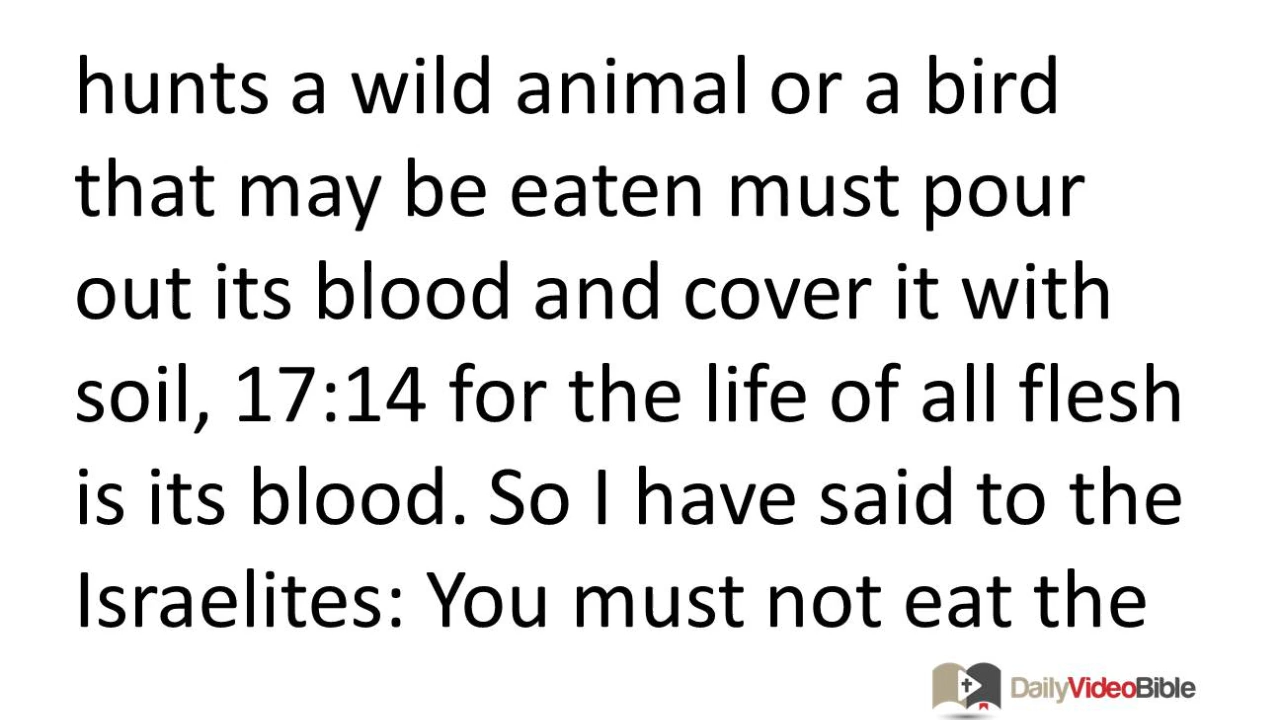 hunts a wild animal or a bird
that may be eaten must pour
out its blood and cover it with
soil, 17:14 for the life of all flesh
is its blood. So I have said to the
Israelites: You must not eat the
DailyVideoBible